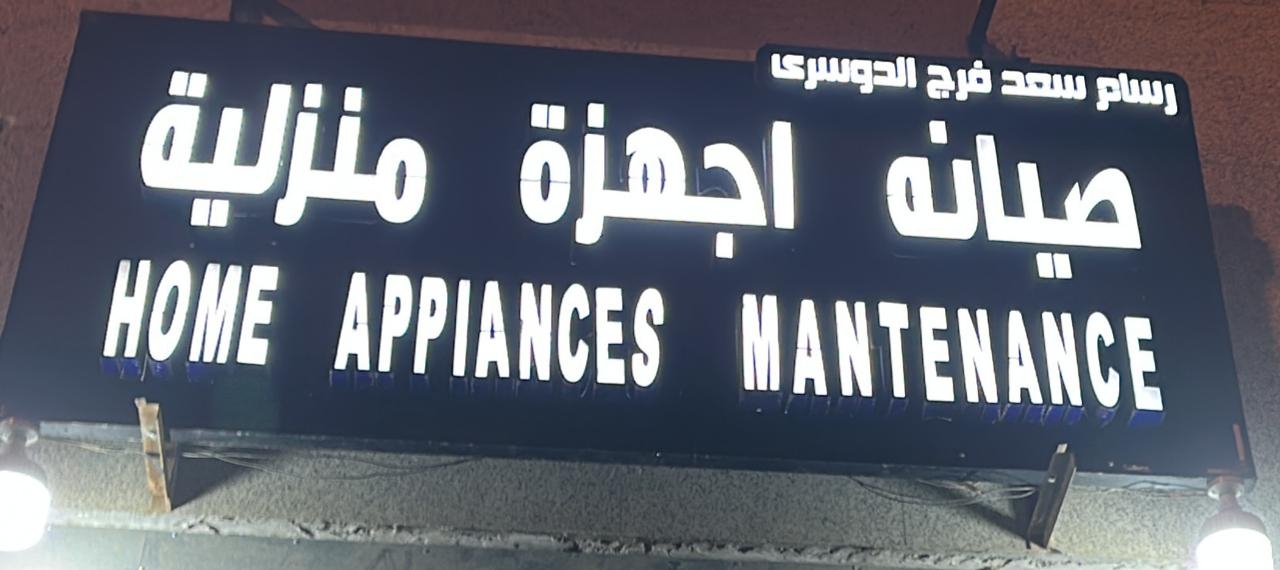 رسام سعد فرج الدوسرى
صيانه اجهزة منزلية
HOME APPIANCES MANTENANCE